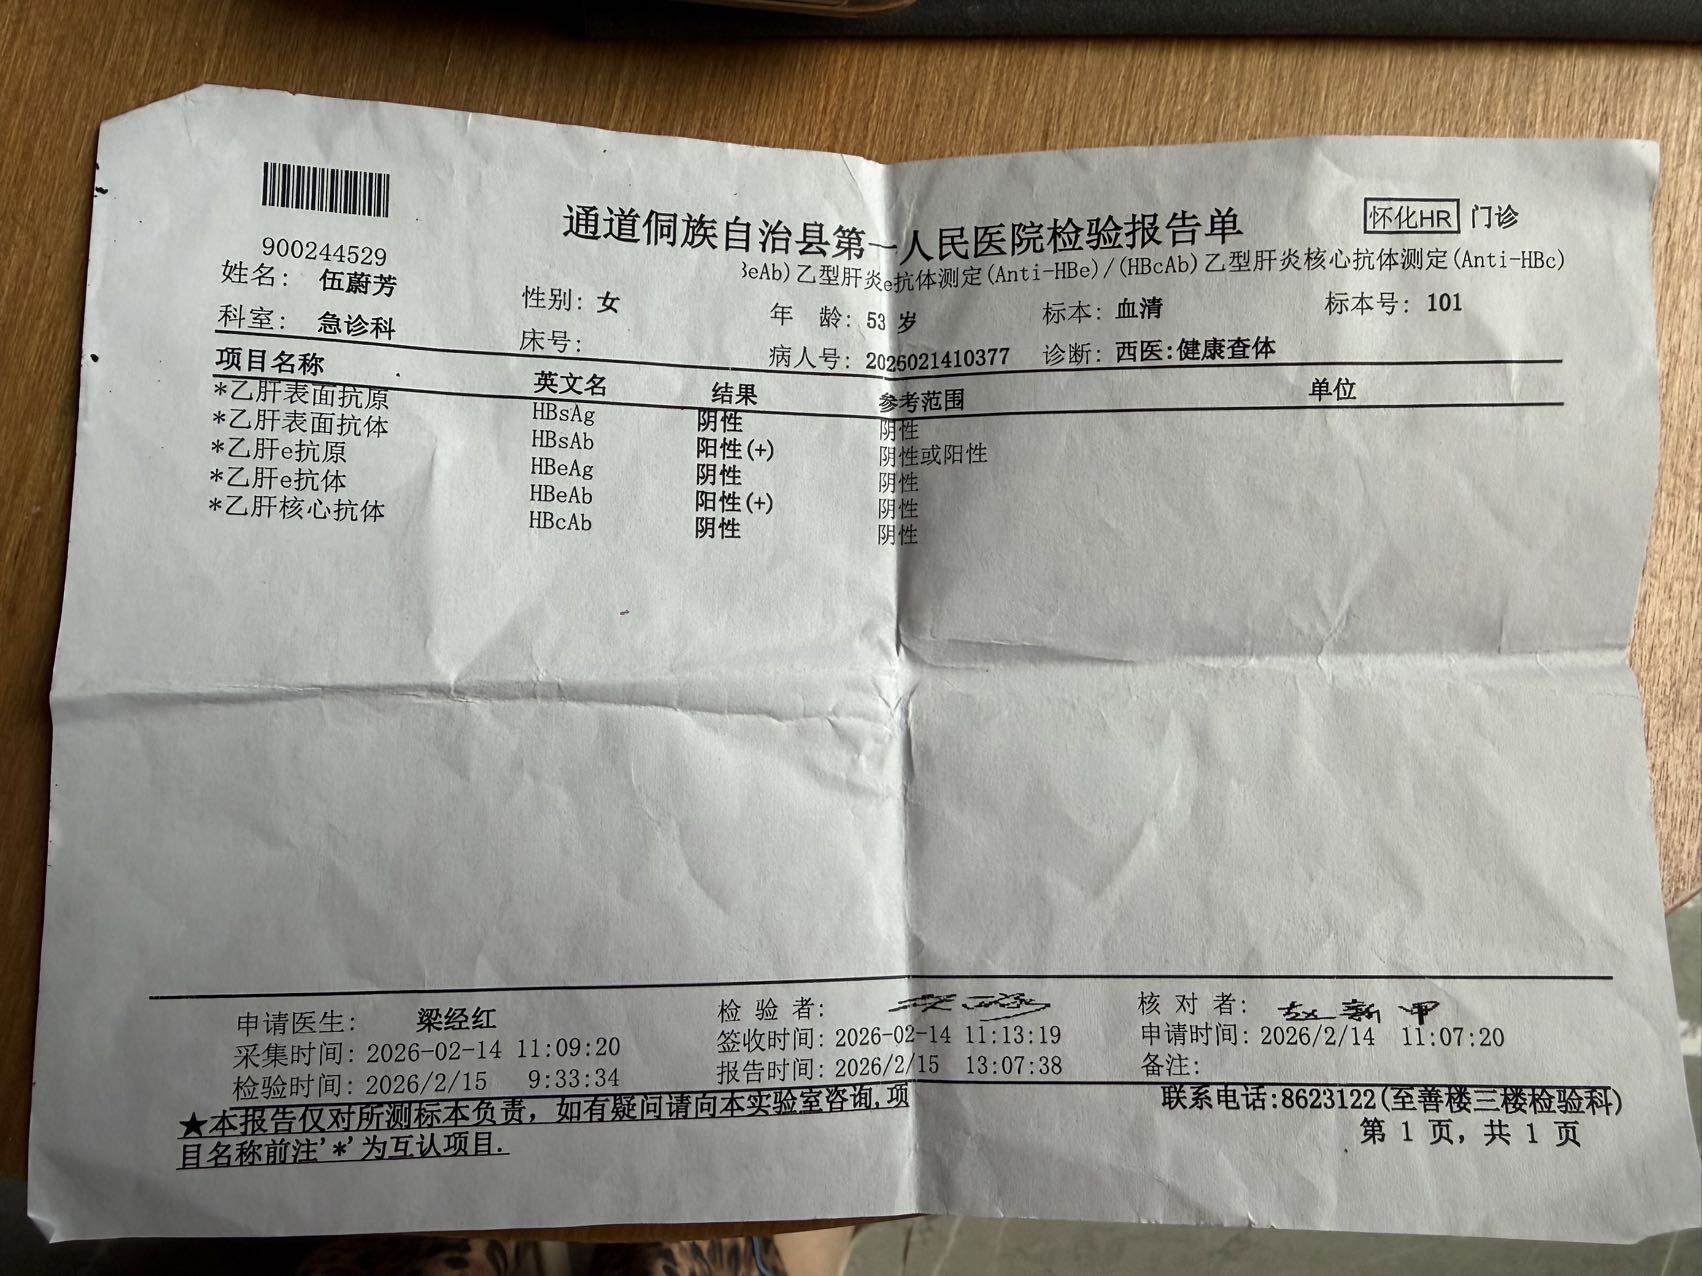 怀化HR 门诊
通道侗族自治县第一人民医院检验报告单
900244529
BeAb)乙型肝炎e抗体测定(Anti-HBe)/(HBcAb)乙型肝炎核心抗体测定(Anti-HBc)
姓名: 伍蔚芳 性别: 女 年 龄: 53 岁 标本: 血清 标本号: 101
科室: 急诊科 床号: 病人号: 2026021410377 诊断: 西医:健康查体
项目名称 英文名 结果 参考范围 单位
*乙肝表面抗原 HBsAg 阴性 阴性
*乙肝表面抗体 HBsAb 阳性(+) 阴性或阳性
*乙肝e抗原 HBeAg 阴性 阴性
*乙肝e抗体 HBeAb 阳性(+) 阴性
*乙肝核心抗体 HBcAb 阴性 阴性
申请医生: 梁经红 检 验 者: 核 对 者:
采集时间: 2026-02-14 11:09:20 签收时间: 2026-02-14 11:13:19 申请时间: 2026/2/14 11:07:20
检验时间: 2026/2/15 9:33:34 报告时间: 2026/2/15 13:07:38 备注:
★本报告仅对所测标本负责，如有疑问请向本实验室咨询,项 联系电话:8623122(至善楼三楼检验科)
目名称前注'*'为互认项目. 第 1 页，共 1 页